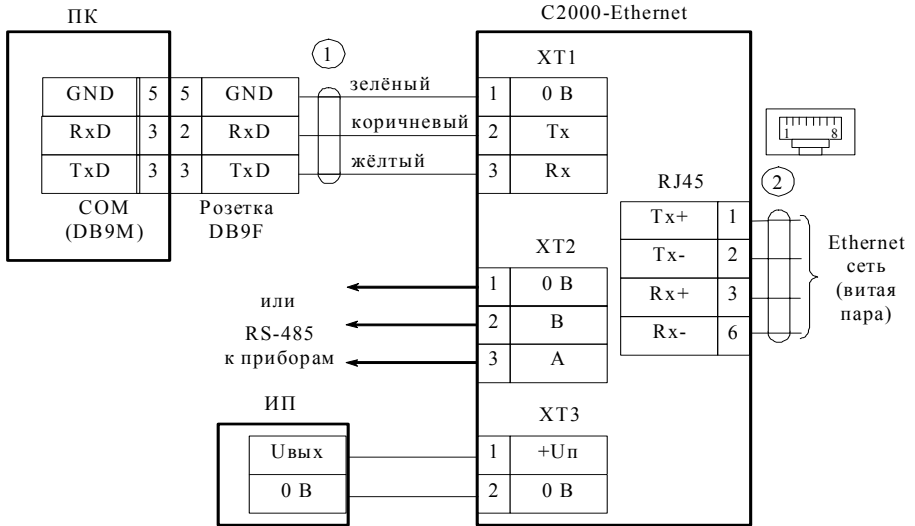 ПК
С2000-Ethernet
1
XT1
GND 5 5 GND зелёный 1 0 В
RxD 3 2 RxD коричневый 2 Tx
TxD 3 3 TxD жёлтый 3 Rx
1 8
COM
(DB9M)
Розетка
DB9F
RJ45
2
Tx+ 1
Tx- 2
Rx+ 3
Rx- 6
Ethernet
сеть
(витая
пара)
XT2
1 0 В
2 B
3 A
или
RS-485
к приборам
ИП
XT3
Uвых 1 +Uп
0 В 2 0 В